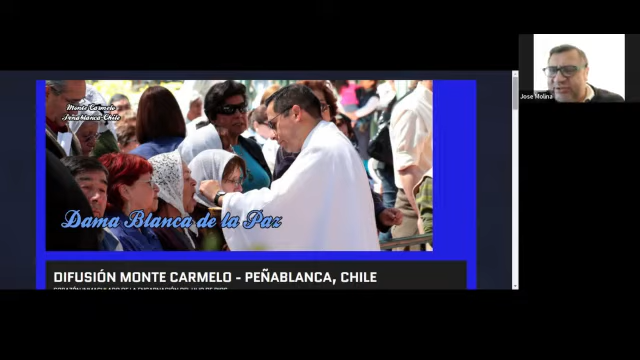 Monte Carmelo
Peñablanca-Chile
Jose Molina
Dama Blanca de la Paz
DIFUSIÓN MONTE CARMELO - PEÑABLANCA, CHILE